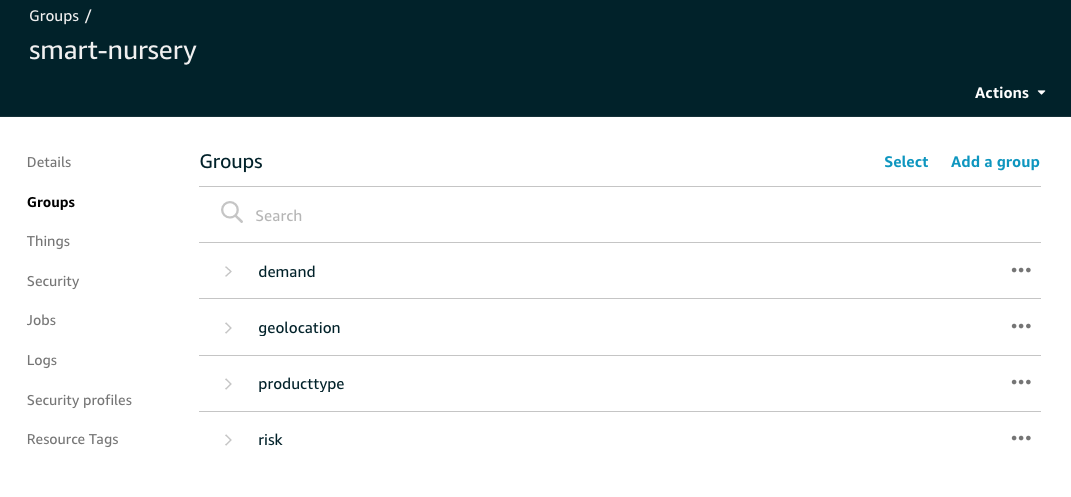 Groups /
smart-nursery
Actions
Details
Groups
Things
Security
Jobs
Logs
Security profiles
Resource Tags
Groups
Select
Add a group
Search
demand
geolocation
producttype
risk